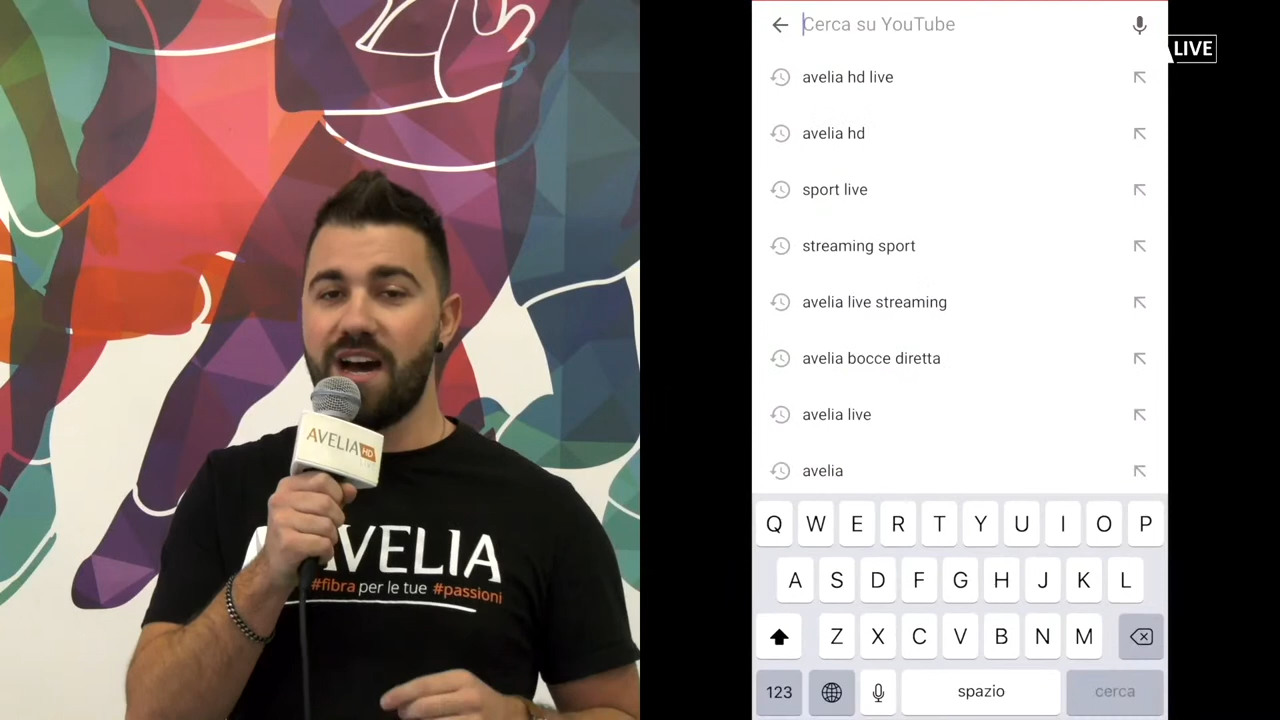 AVELIA HD
AVELIA
#fibra per le tue #passioni
Cerca su YouTube
LIVE
avelia hd live
avelia hd
sport live
streaming sport
avelia live streaming
avelia bocce diretta
avelia live
avelia
Q W E R T Y U I O P
A S D F G H J K L
Z X C V B N M
123 spazio cerca